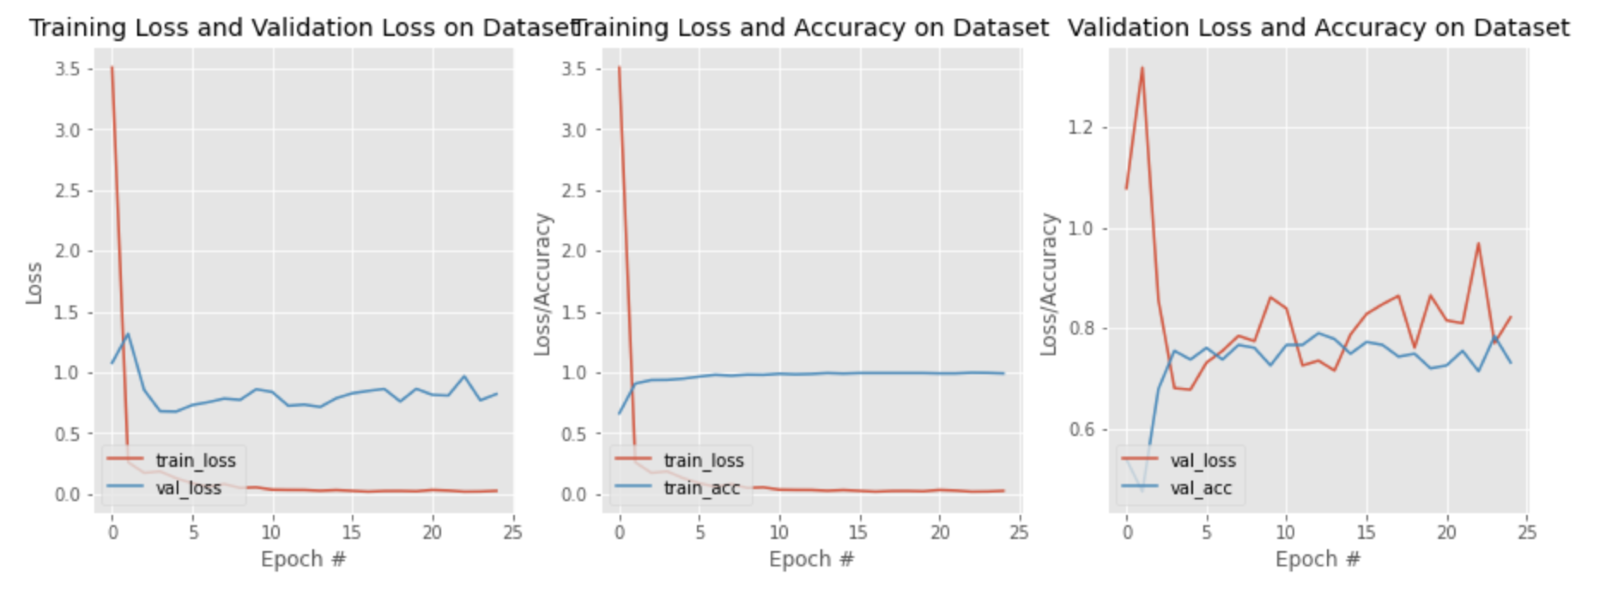 Training Loss and Validation Loss on Dataset
3.5
3.0
2.5
2.0
1.5
1.0
0.5
0.0
Loss
train_loss
val_loss
0 5 10 15 20 25
Epoch #
Training Loss and Accuracy on Dataset
3.5
3.0
2.5
2.0
1.5
1.0
0.5
0.0
Loss/Accuracy
train_loss
train_acc
0 5 10 15 20 25
Epoch #
Validation Loss and Accuracy on Dataset
1.2
1.0
0.8
0.6
Loss/Accuracy
val_loss
val_acc
0 5 10 15 20 25
Epoch #